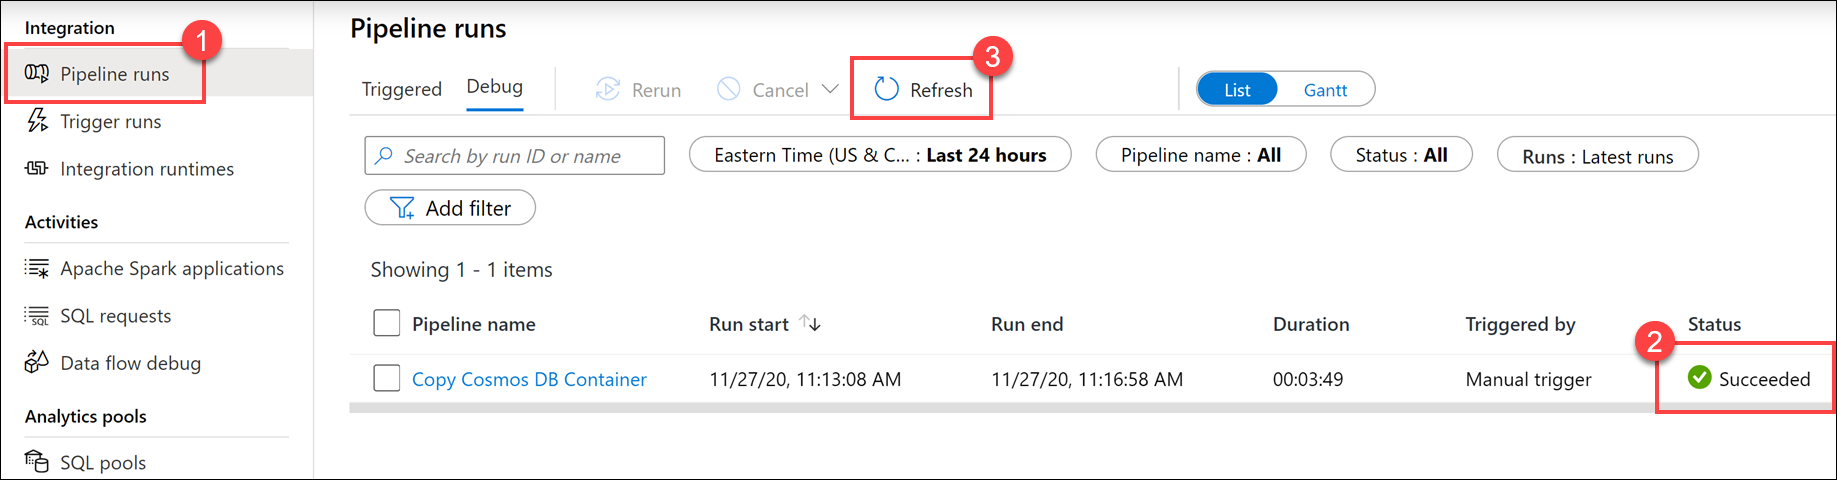 Integration
1
Pipeline runs
Trigger runs
Integration runtimes
Activities
Apache Spark applications
SQL requests
Data flow debug
Analytics pools
SQL pools
Pipeline runs
Triggered Debug Rerun Cancel Refresh List Gantt
3
Search by run ID or name Eastern Time (US & C... : Last 24 hours Pipeline name : All Status : All Runs : Latest runs
Add filter
Showing 1 - 1 items
Pipeline name Run start Run end Duration Triggered by Status
2
Copy Cosmos DB Container 11/27/20, 11:13:08 AM 11/27/20, 11:16:58 AM 00:03:49 Manual trigger Succeeded